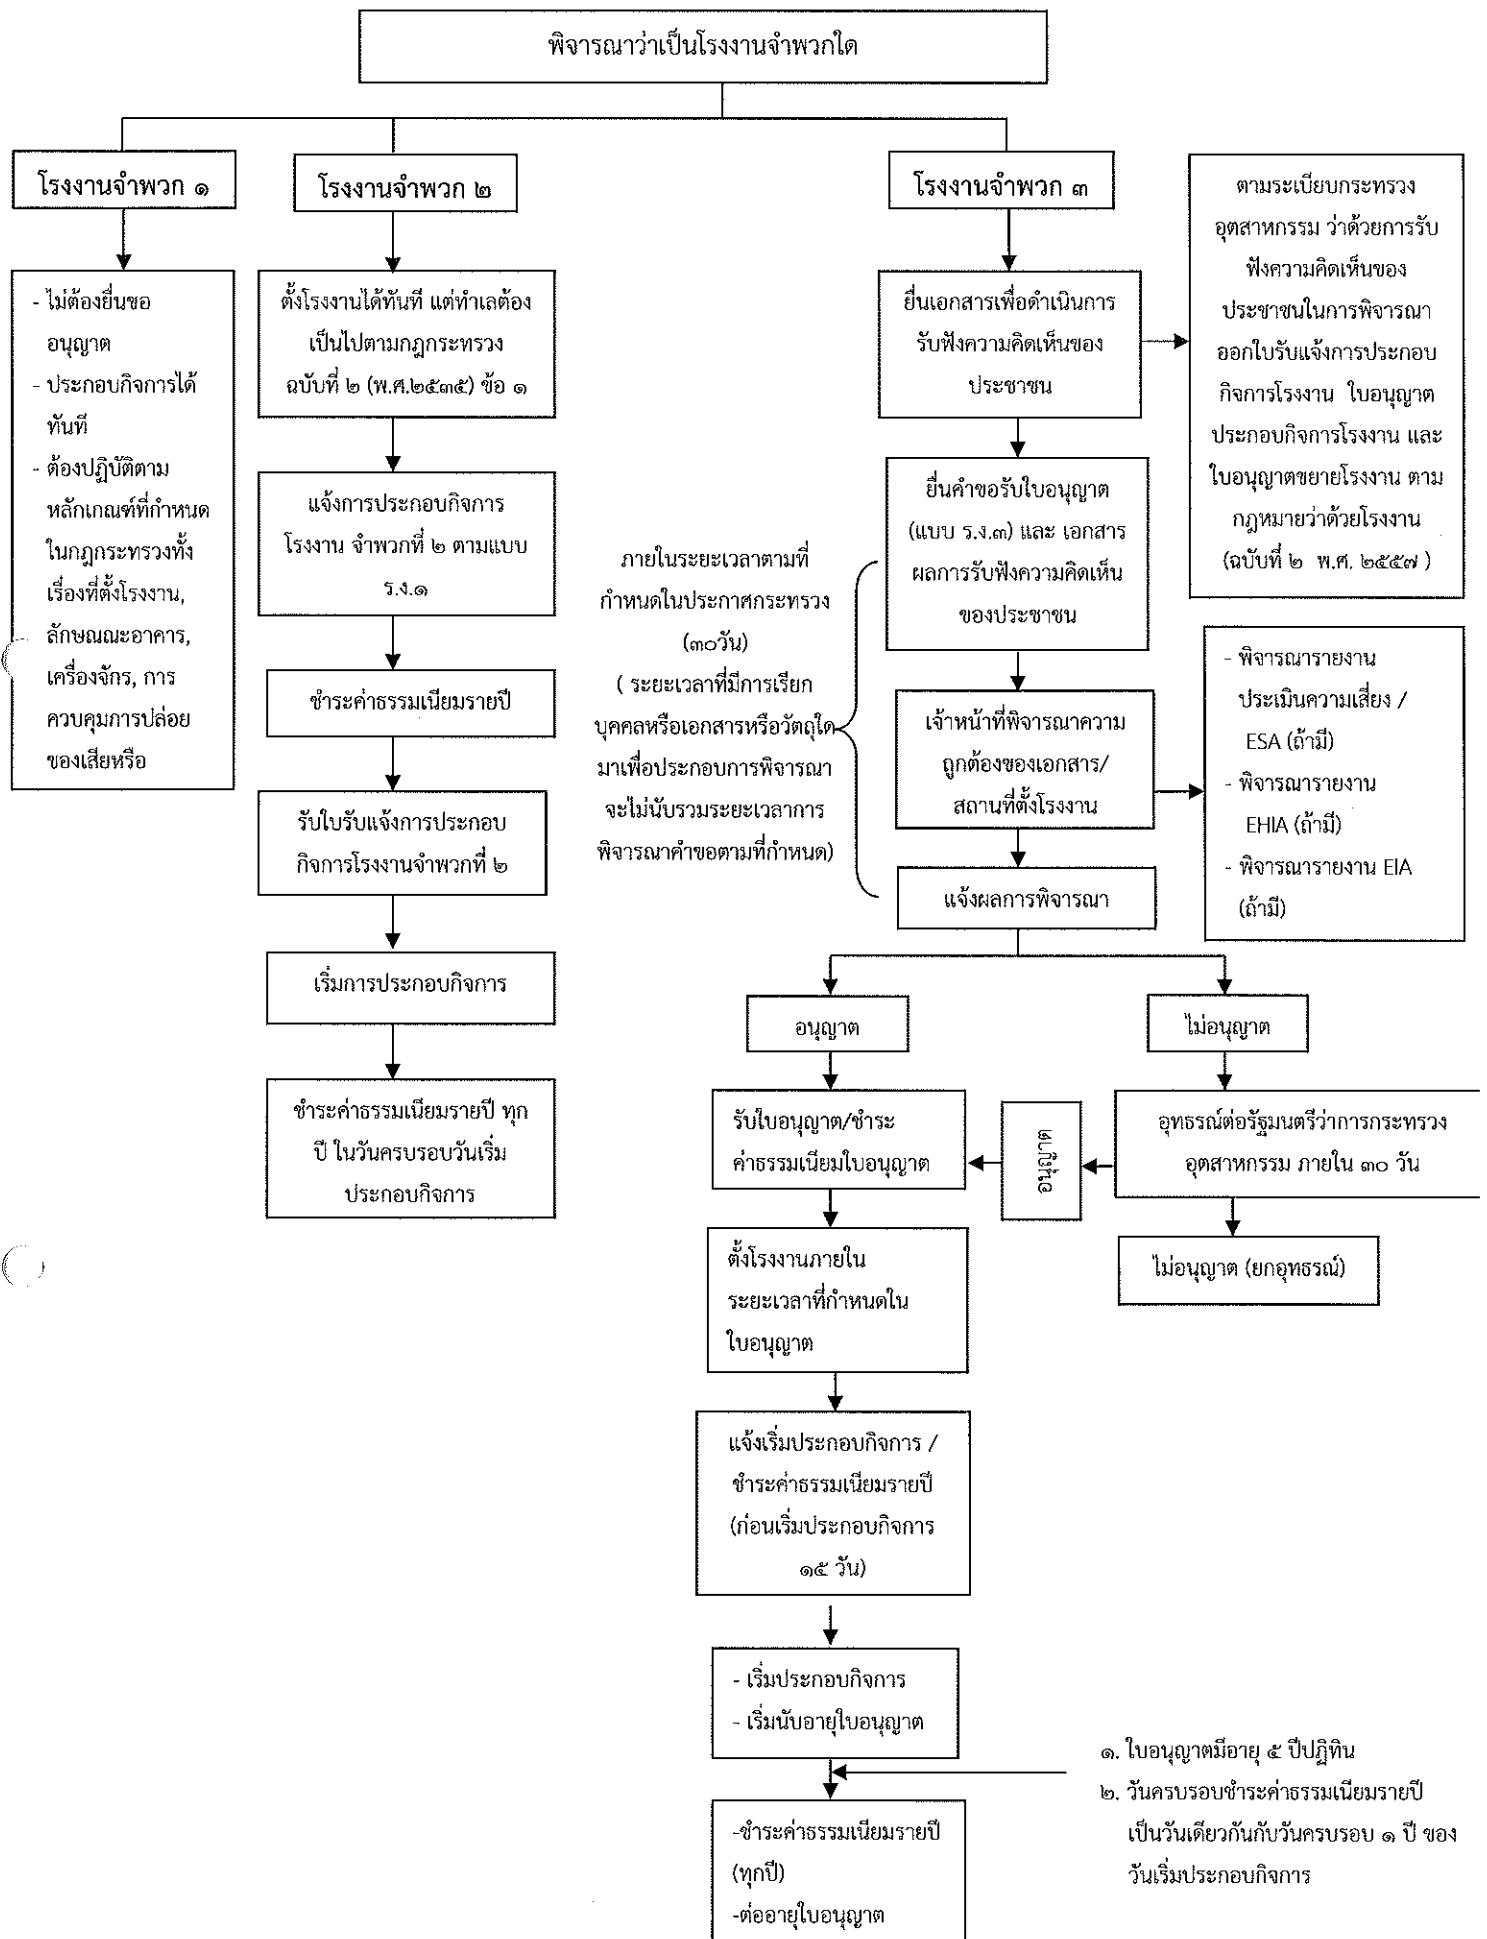 พิจารณาว่าเป็นโรงงานจำพวกใด
โรงงานจำพวก ๑
- ไม่ต้องยื่นขอ
อนุญาต
- ประกอบกิจการได้
ทันที
- ต้องปฏิบัติตาม
หลักเกณฑ์ที่กำหนด
ในกฎกระทรวงทั้ง
เรื่องที่ตั้งโรงงาน,
ลักษณณะอาคาร,
เครื่องจักร, การ
ควบคุมการปล่อย
ของเสียหรือ
โรงงานจำพวก ๒
ตั้งโรงงานได้ทันที แต่ทำเลต้อง
เป็นไปตามกฎกระทรวง
ฉบับที่ ๒ (พ.ศ.๒๕๓๕) ข้อ ๑
แจ้งการประกอบกิจการ
โรงงาน จำพวกที่ ๒ ตามแบบ
ร.ง.๑
ชำระค่าธรรมเนียมรายปี
รับใบรับแจ้งการประกอบ
กิจการโรงงานจำพวกที่ ๒
เริ่มการประกอบกิจการ
ชำระค่าธรรมเนียมรายปี ทุก
ปี ในวันครบรอบวันเริ่ม
ประกอบกิจการ
โรงงานจำพวก ๓
ยื่นเอกสารเพื่อดำเนินการ
รับฟังความคิดเห็นของ
ประชาชน
ตามระเบียบกระทรวง
อุตสาหกรรม ว่าด้วยการรับ
ฟังความคิดเห็นของ
ประชาชนในการพิจารณา
ออกใบรับแจ้งการประกอบ
กิจการโรงงาน ใบอนุญาต
ประกอบกิจการโรงงาน และ
ใบอนุญาตขยายโรงงาน ตาม
กฎหมายว่าด้วยโรงงาน
(ฉบับที่ ๒ พ.ศ. ๒๕๕๗ )
ยื่นคำขอรับใบอนุญาต
(แบบ ร.ง.๓) และ เอกสาร
ผลการรับฟังความคิดเห็น
ของประชาชน
ภายในระยะเวลาตามที่
กำหนดในประกาศกระทรวง
(๓๐วัน)
( ระยะเวลาที่มีการเรียก
บุคคลหรือเอกสารหรือวัตถุใด
มาเพื่อประกอบการพิจารณา
จะไม่นับรวมระยะเวลาการ
พิจารณาคำขอตามที่กำหนด)
เจ้าหน้าที่พิจารณาความ
ถูกต้องของเอกสาร/
สถานที่ตั้งโรงงาน
- พิจารณารายงาน
ประเมินความเสี่ยง /
ESA (ถ้ามี)
- พิจารณารายงาน
EHIA (ถ้ามี)
- พิจารณารายงาน EIA
(ถ้ามี)
แจ้งผลการพิจารณา
อนุญาต
ไม่อนุญาต
รับใบอนุญาต/ชำระ
ค่าธรรมเนียมใบอนุญาต
อนุญาต
อุทธรณ์ต่อรัฐมนตรีว่าการกระทรวง
อุตสาหกรรม ภายใน ๓๐ วัน
ไม่อนุญาต (ยกอุทธรณ์)
ตั้งโรงงานภายใน
ระยะเวลาที่กำหนดใน
ใบอนุญาต
แจ้งเริ่มประกอบกิจการ /
ชำระค่าธรรมเนียมรายปี
(ก่อนเริ่มประกอบกิจการ
๑๕ วัน)
- เริ่มประกอบกิจการ
- เริ่มนับอายุใบอนุญาต
๑. ใบอนุญาตมีอายุ ๕ ปีปฏิทิน
๒. วันครบรอบชำระค่าธรรมเนียมรายปี
เป็นวันเดียวกันกับวันครบรอบ ๑ ปี ของ
วันเริ่มประกอบกิจการ
-ชำระค่าธรรมเนียมรายปี
(ทุกปี)
-ต่ออายุใบอนุญาต